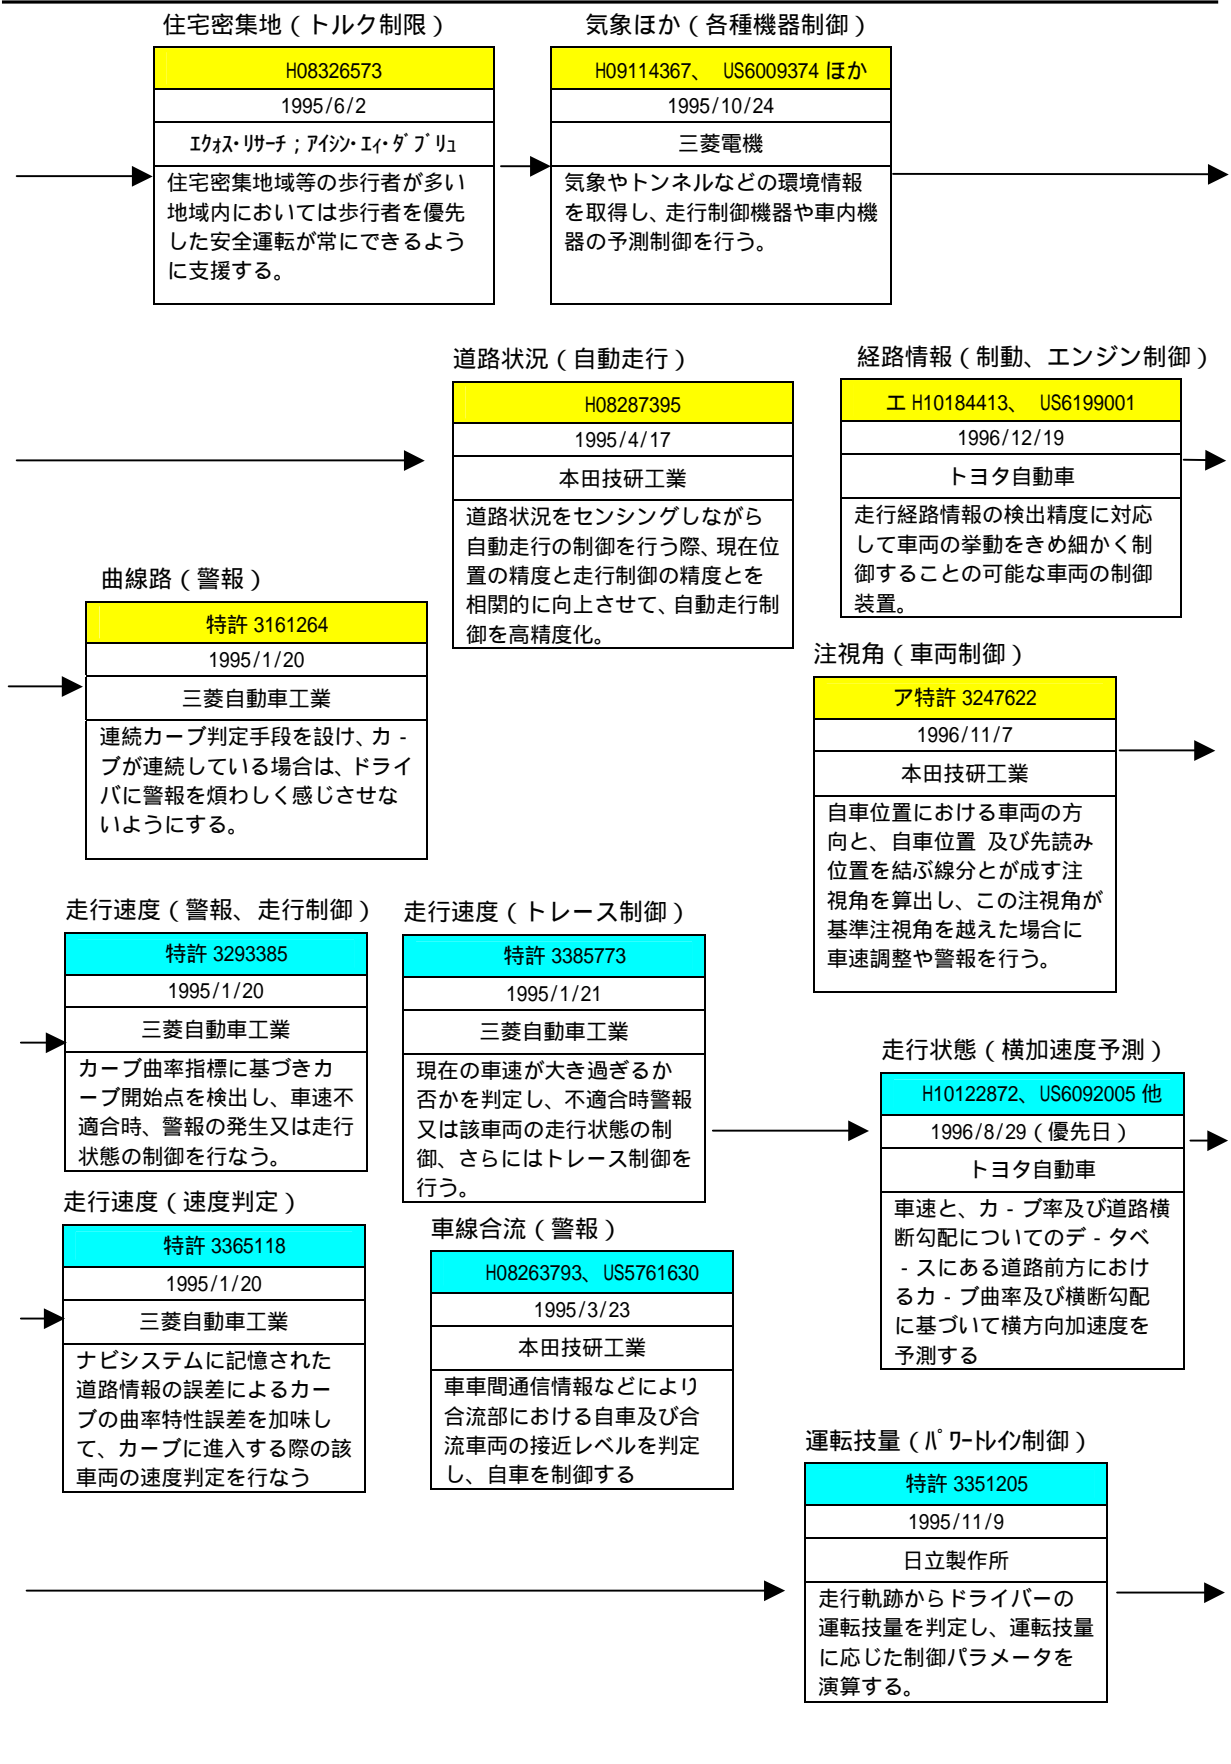 住宅密集地（トルク制限）
H08326573
1995/6/2
ｴｸｫｽ･ﾘｻｰﾁ；ｱｲｼﾝ･ｴｨ･ﾀﾞﾌﾞﾘｭ
住宅密集地域等の歩行者が多い
地域内においては歩行者を優先
した安全運転が常にできるよう
に支援する。
気象ほか（各種機器制御）
H09114367、 US6009374 ほか
1995/10/24
三菱電機
気象やトンネルなどの環境情報
を取得し、走行制御機器や車内機
器の予測制御を行う。
道路状況（自動走行）
H08287395
1995/4/17
本田技研工業
道路状況をセンシングしながら
自動走行の制御を行う際、現在位
置の精度と走行制御の精度とを
相関的に向上させて、自動走行制
御を高精度化。
経路情報（制動、エンジン制御）
エ H10184413、 US6199001
1996/12/19
トヨタ自動車
走行経路情報の検出精度に対応
して車両の挙動をきめ細かく制
御することの可能な車両の制御
装置。
曲線路（警報）
特許 3161264
1995/1/20
三菱自動車工業
連続カーブ判定手段を設け、カ‐
ブが連続している場合は、ドライ
バに警報を煩わしく感じさせな
いようにする。
注視角（車両制御）
ア特許 3247622
1996/11/7
本田技研工業
自車位置における車両の方
向と、自車位置 及び先読み
位置を結ぶ線分とが成す注
視角を算出し、この注視角が
基準注視角を越えた場合に
車速調整や警報を行う。
走行速度（警報、走行制御）
特許 3293385
1995/1/20
三菱自動車工業
カーブ曲率指標に基づきカ
ーブ開始点を検出し、車速不
適合時、警報の発生又は走行
状態の制御を行なう。
走行速度（トレース制御）
特許 3385773
1995/1/21
三菱自動車工業
現在の車速が大き過ぎるか
否かを判定し、不適合時警報
又は該車両の走行状態の制
御、さらにはトレース制御を
行う。
走行状態（横加速度予測）
H10122872、US6092005 他
1996/8/29（優先日）
トヨタ自動車
車速と、カ‐ブ率及び道路横
断勾配についてのデ‐タベ
‐スにある道路前方におけ
るカ‐ブ曲率及び横断勾配
に基づいて横方向加速度を
予測する
走行速度（速度判定）
特許 3365118
1995/1/20
三菱自動車工業
ナビシステムに記憶された
道路情報の誤差によるカー
ブの曲率特性誤差を加味し
て、カーブに進入する際の該
車両の速度判定を行なう
車線合流（警報）
H08263793、US5761630
1995/3/23
本田技研工業
車車間通信情報などにより
合流部における自車及び合
流車両の接近レベルを判定
し、自車を制御する
運転技量（ﾊﾟﾜｰﾄﾚｲﾝ制御）
特許 3351205
1995/11/9
日立製作所
走行軌跡からドライバーの
運転技量を判定し、運転技量
に応じた制御パラメータを
演算する。